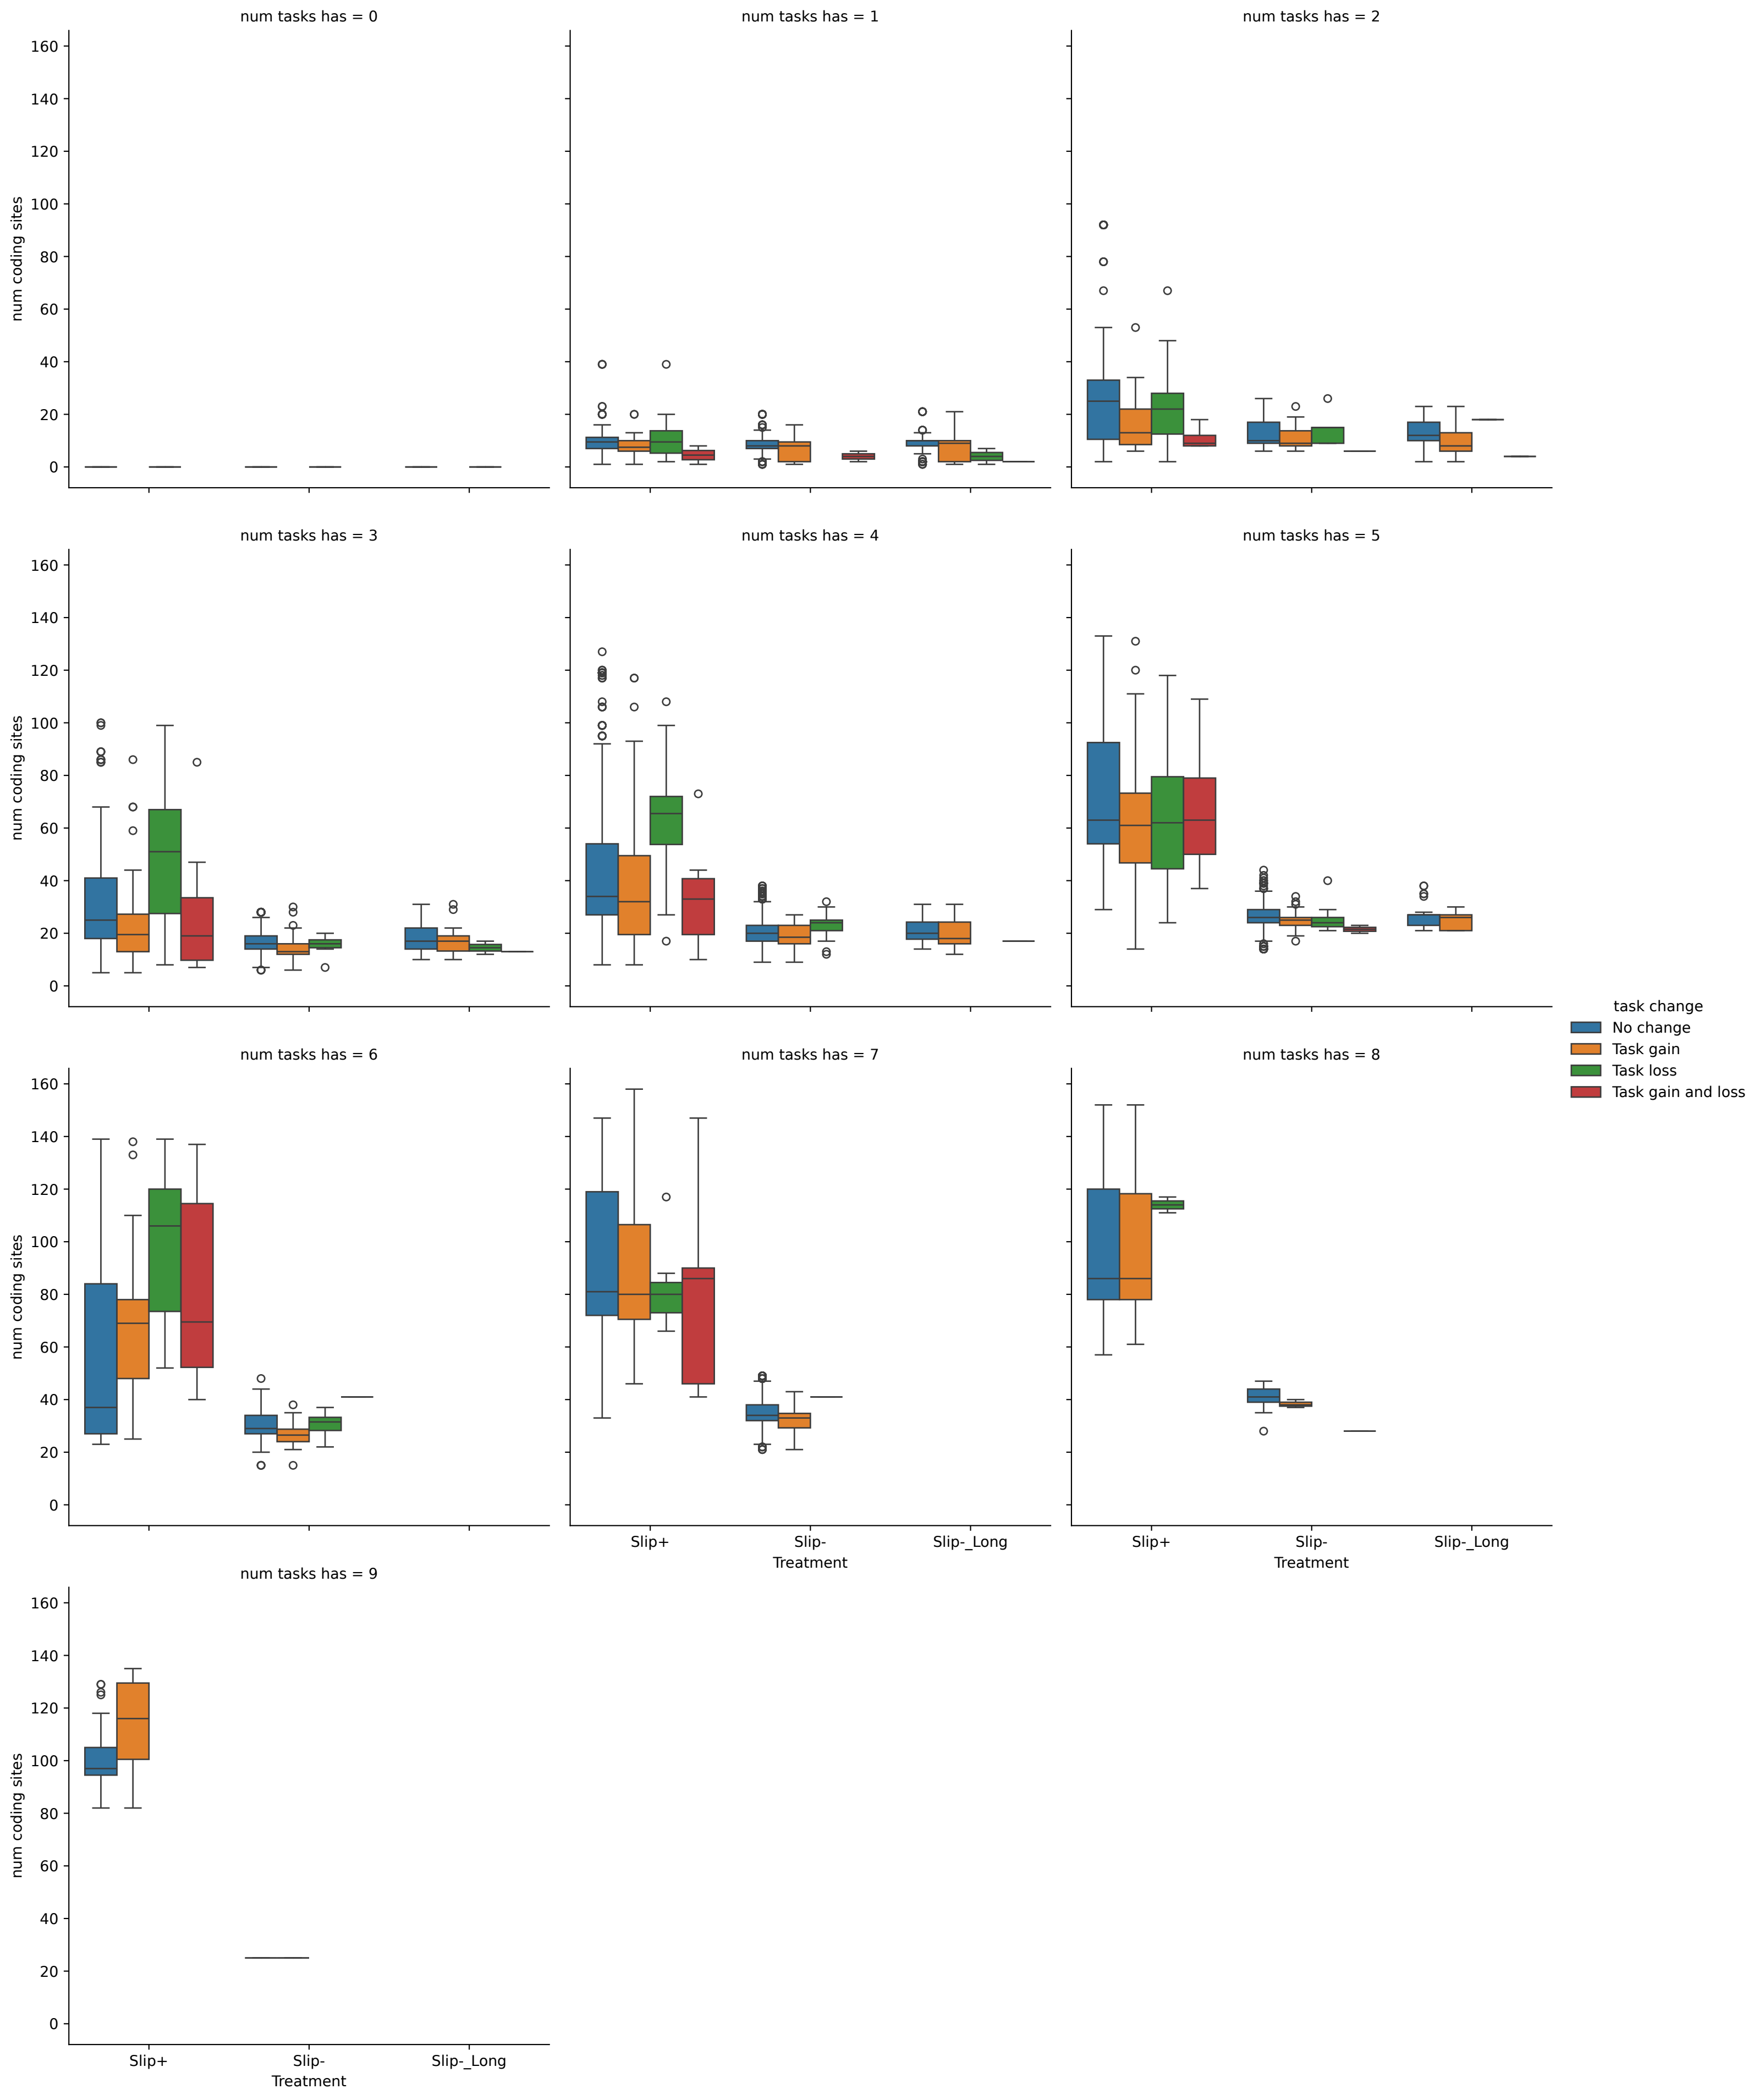 num tasks has = 0
num tasks has = 1
num tasks has = 2
160
140
120
100
80
60
40
20
0
num coding sites
num tasks has = 3
num tasks has = 4
num tasks has = 5
160
140
120
100
80
60
40
20
0
num coding sites
task change
No change
Task gain
Task loss
Task gain and loss
num tasks has = 6
num tasks has = 7
num tasks has = 8
160
140
120
100
80
60
40
20
0
num coding sites
Slip+
Slip-
Slip-_Long
Treatment
Slip+
Slip-
Slip-_Long
Treatment
num tasks has = 9
160
140
120
100
80
60
40
20
0
num coding sites
Slip+
Slip-
Slip-_Long
Treatment